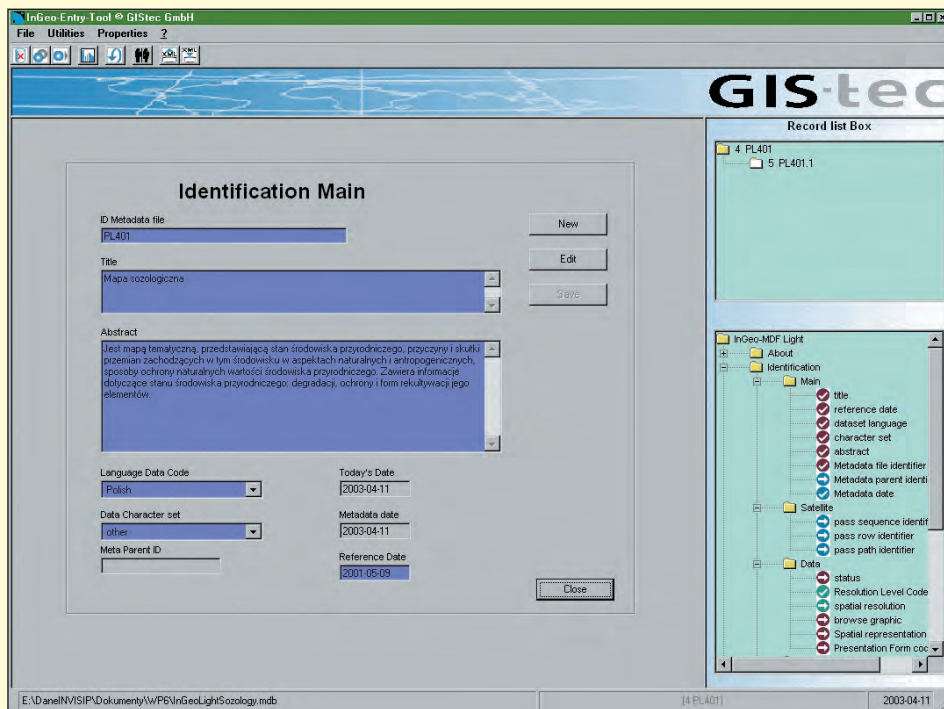 InGeo-Entry-Tool © GIStec GmbH
File Utilities Properties ?
XML XML
GIS-tec
Record list Box
4 PL401
5 PL401.1
Identification Main
ID Metadata file
PL401
New
Edit
Save
Title
Mapa sozologiczna
Abstract
Jest mapą tematyczną, przedstawiającą stan środowiska przyrodniczego, przyczyny i skutki
przemian zachodzących w tym środowisku w aspektach naturalnych i antropogenicznych,
sposoby ochrony naturalnych wartości środowiska przyrodniczego. Zawiera informacje
dotyczące stanu środowiska przyrodniczego: degradacji, ochrony i form rekultywacji jego
elementów.
Language Data Code
Polish
Today's Date
2003-04-11
Data Character set
other
Metadata date
2003-04-11
Meta Parent ID
Reference Date
2001-05-09
Close
InGeo-MDF Light
About
Identification
Main
title
reference date
dataset language
character set
abstract
Metadata file identifier
Metadata parent identi
Metadata date
Satellite
pass sequence identif
pass row identifier
pass path identifier
Data
status
Resolution Level Code
spatial resolution
browse graphic
Spatial representation
Presentation Form coc
E:\DaneINVISIP\Dokumenty\WP6\InGeoLightSozology.mdb
[4 PL401]
2003-04-11